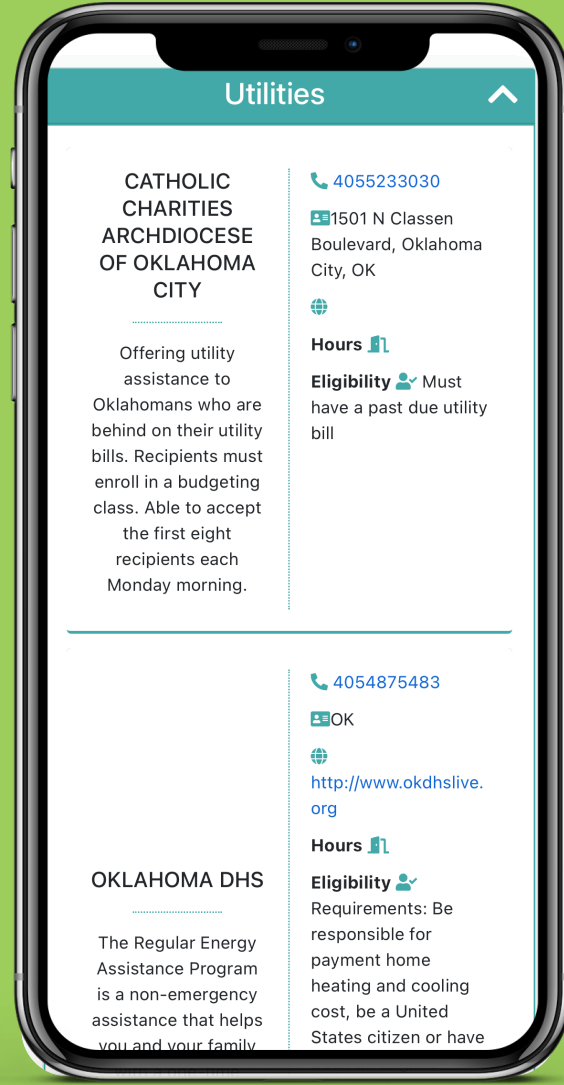 Utilities
CATHOLIC
CHARITIES
ARCHDIOCESE
OF OKLAHOMA
CITY
Offering utility
assistance to
Oklahomans who are
behind on their utility
bills. Recipients must
enroll in a budgeting
class. Able to accept
the first eight
recipients each
Monday morning.
4055233030
1501 N Classen
Boulevard, Oklahoma
City, OK
Hours
Eligibility Must
have a past due utility
bill
OKLAHOMA DHS
The Regular Energy
Assistance Program
is a non-emergency
assistance that helps
you and your family
4054875483
OK
http://www.okdhslive.
org
Hours
Eligibility
Requirements: Be
responsible for
payment home
heating and cooling
cost, be a United
States citizen or have